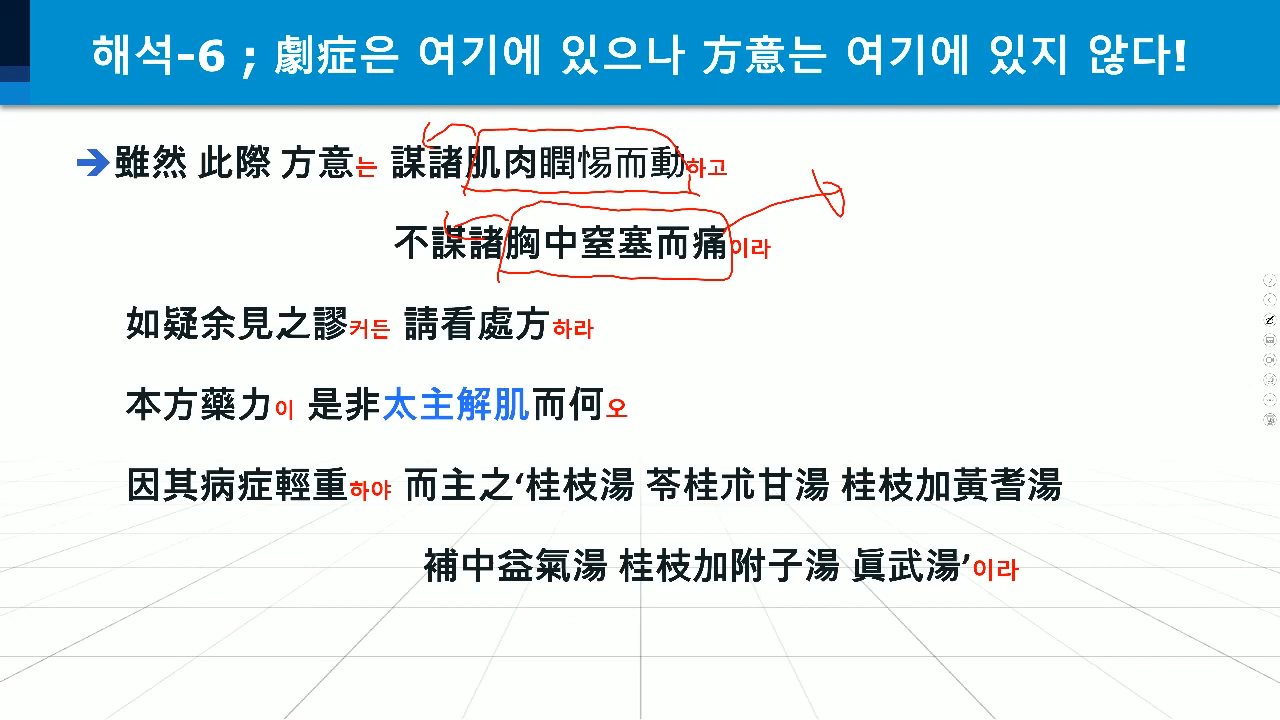 해석-6 ; 劇症은 여기에 있으나 方意는 여기에 있지 않다!
雖然 此際 方意는 謀諸肌肉瞤惕而動하고
不謀諸胸中窒塞而痛이라
如疑余見之謬커든 請看處方하라
本方藥力이 是非太主解肌而何오
因其病症輕重하야 而主之‘桂枝湯 苓桂朮甘湯 桂枝加黃耆湯
補中益氣湯 桂枝加附子湯 眞武湯’이라